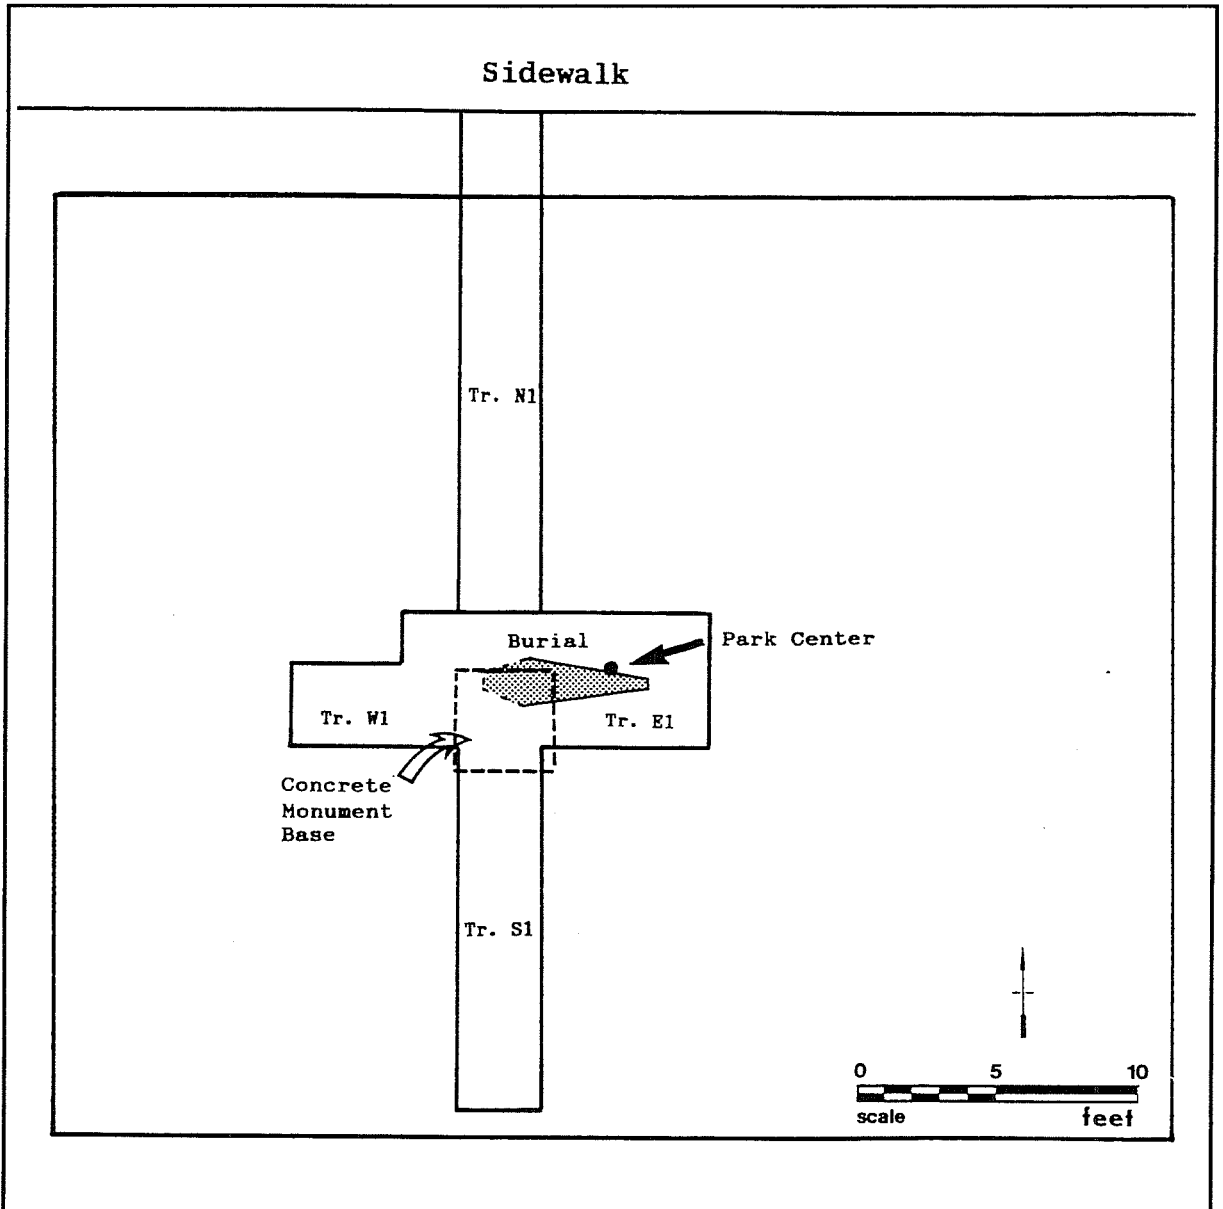 Sidewalk
Tr. N1
Burial
Park Center
Tr. W1
Tr. E1
Concrete
Monument
Base
Tr. S1
0 5 10
scale feet